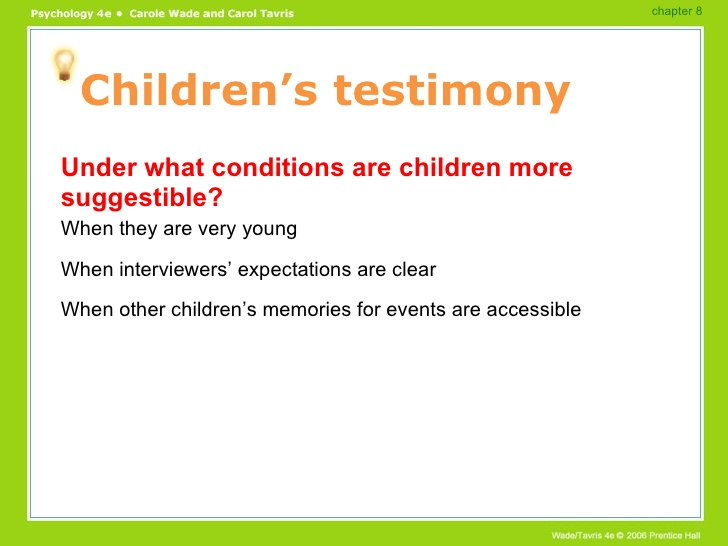 Psychology 4e ● Carole Wade and Carol Tavris
chapter 8
Children’s testimony
Under what conditions are children more
suggestible?
When they are very young
When interviewers’ expectations are clear
When other children’s memories for events are accessible
Wade/Tavris 4e © 2006 Prentice Hall